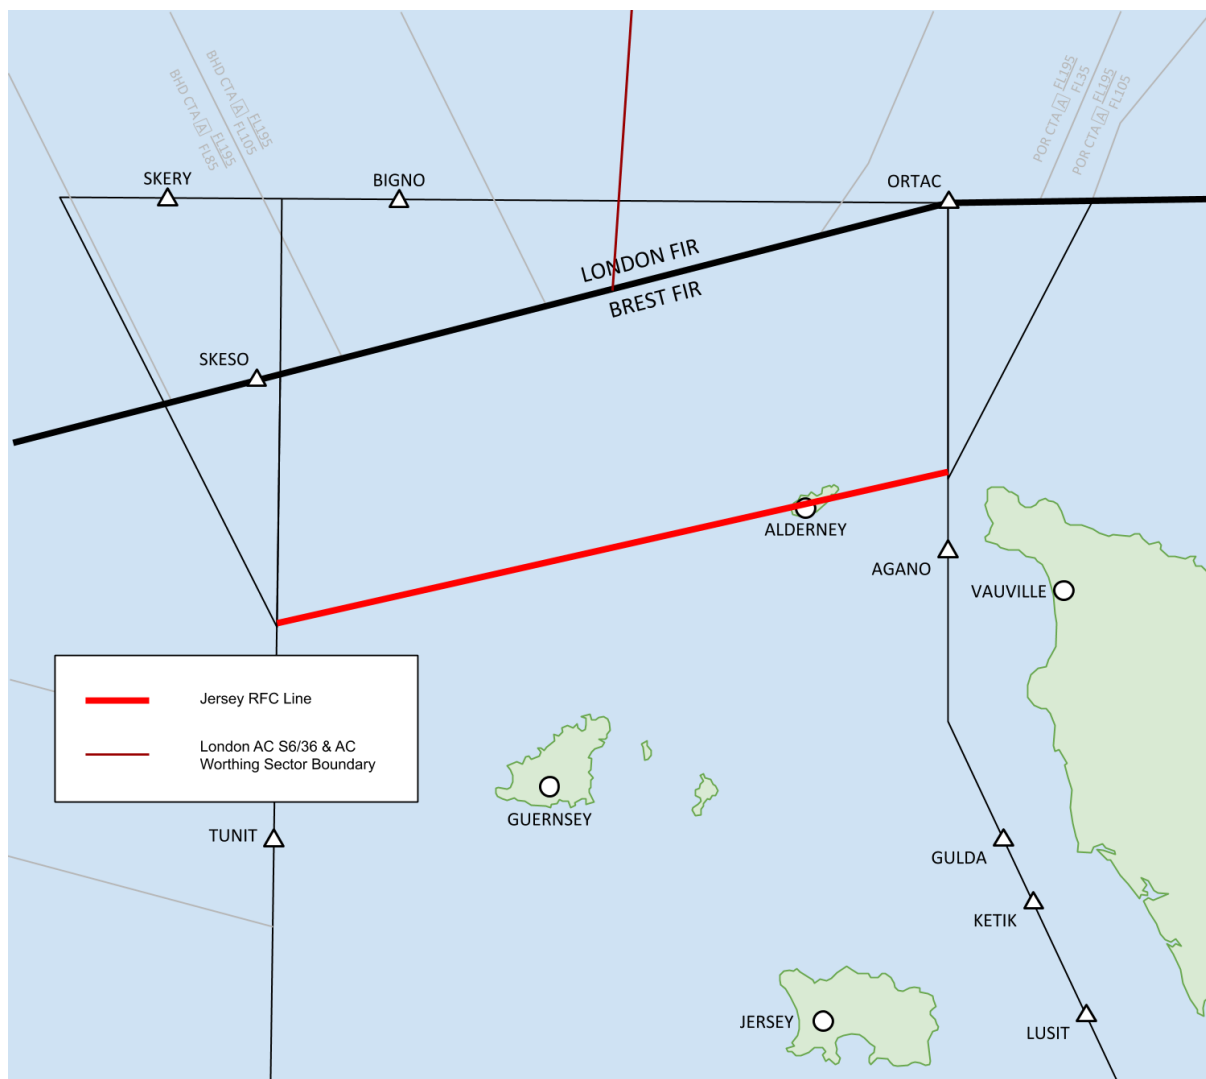 BHD CTA A FL195
FL105
BHD CTA A FL195
FL85
POR CTA A FL195
FL35
POR CTA A FL195
FL105
SKERY
BIGNO
ORTAC
LONDON FIR
BREST FIR
SKESO
ALDERNEY
AGANO
VAUVILLE
Jersey RFC Line
London AC S6/36 & AC
Worthing Sector Boundary
GUERNSEY
TUNIT
GULDA
KETIK
JERSEY
LUSIT